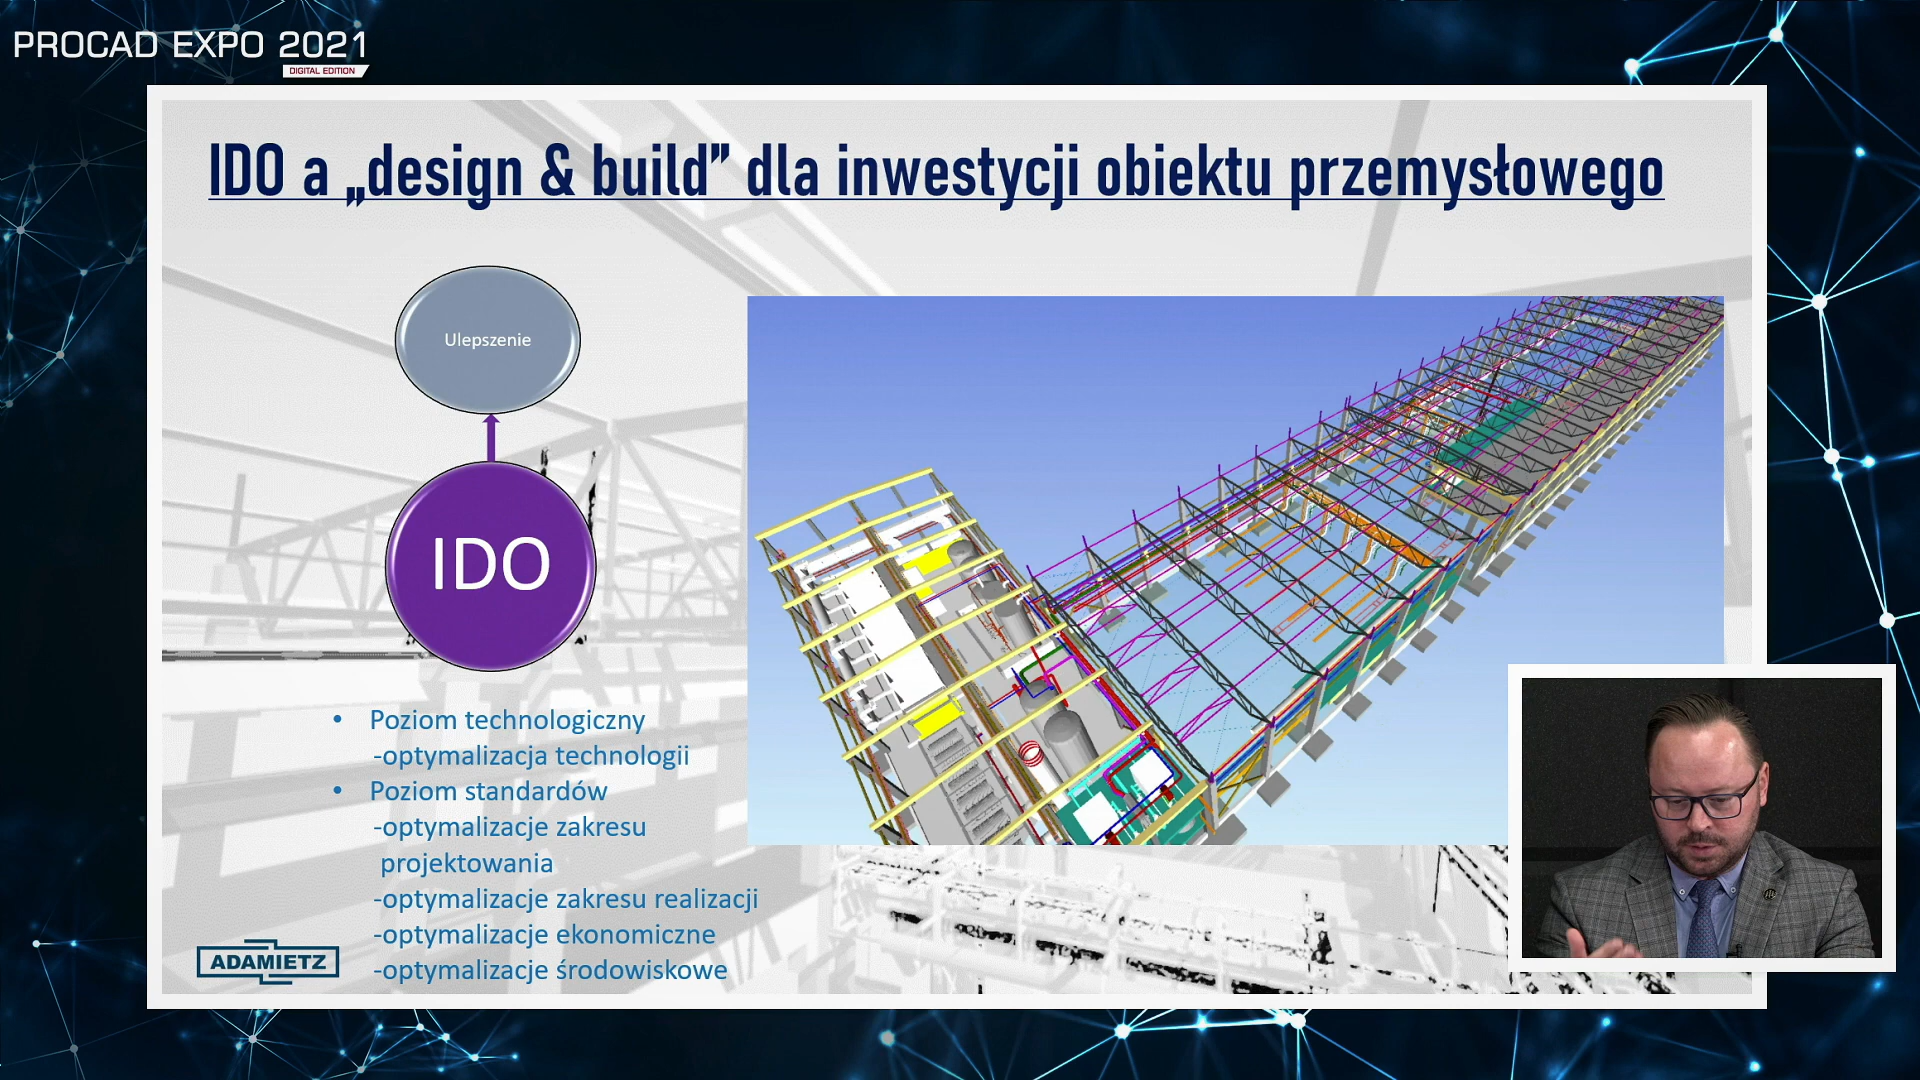 PROCAD EXPO 2021
DIGITAL EDITION
IDO a „design & build” dla inwestycji obiektu przemysłowego
Ulepszenie
IDO
• Poziom technologiczny
-optymalizacja technologii
• Poziom standardów
-optymalizacje zakresu
projektowania
-optymalizacje zakresu realizacji
-optymalizacje ekonomiczne
-optymalizacje środowiskowe
ADAMIETZ